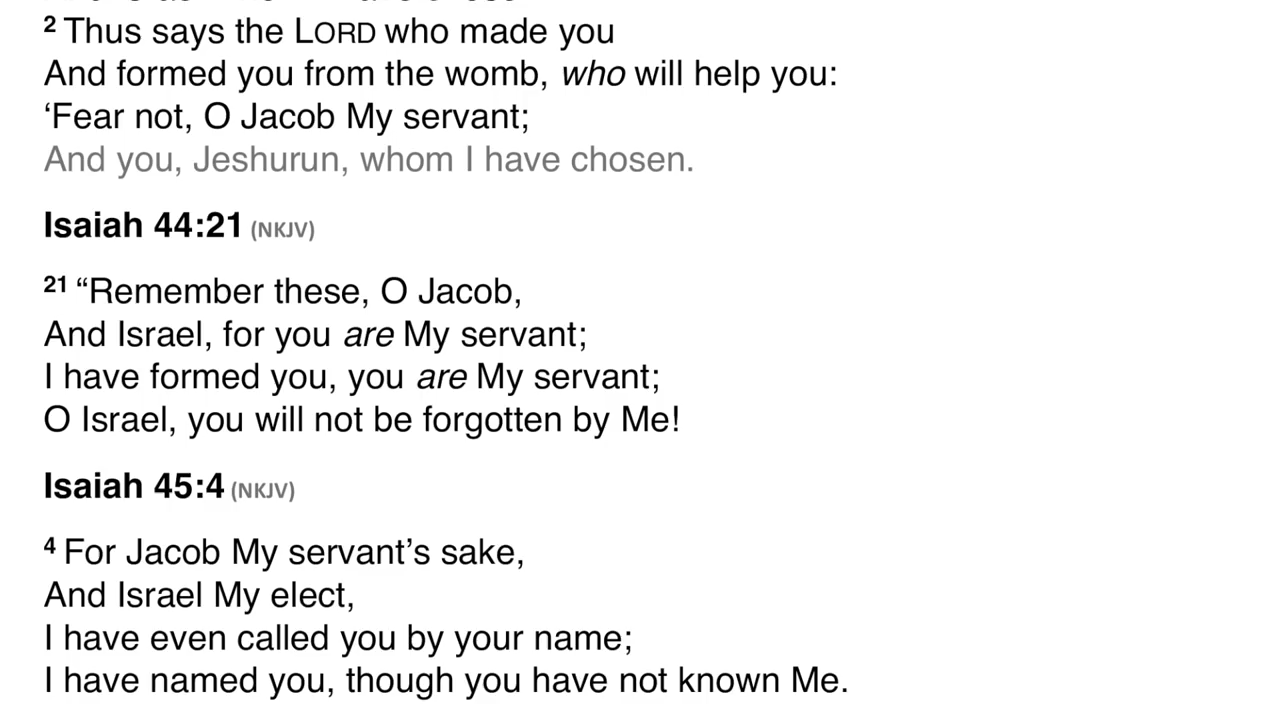 2 Thus says the LORD who made you
And formed you from the womb, who will help you:
‘Fear not, O Jacob My servant;
And you, Jeshurun, whom I have chosen.
Isaiah 44:21 (NKJV)
21 “Remember these, O Jacob,
And Israel, for you are My servant;
I have formed you, you are My servant;
O Israel, you will not be forgotten by Me!
Isaiah 45:4 (NKJV)
4 For Jacob My servant’s sake,
And Israel My elect,
I have even called you by your name;
I have named you, though you have not known Me.